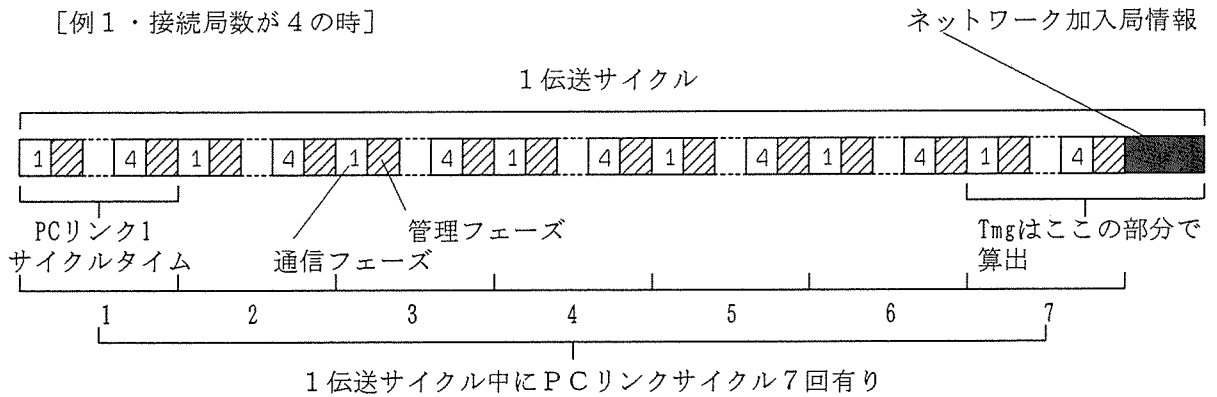 [例1・接続局数が4の時]
ネットワーク加入局情報
1伝送サイクル
1 4 1 4 1 4 1 4 1 4 1 4 1 4
PCリンク1
サイクルタイム
通信フェーズ
管理フェーズ
Tmgはここの部分で
算出
1 2 3 4 5 6 7
1伝送サイクル中にPCリンクサイクル7回有り